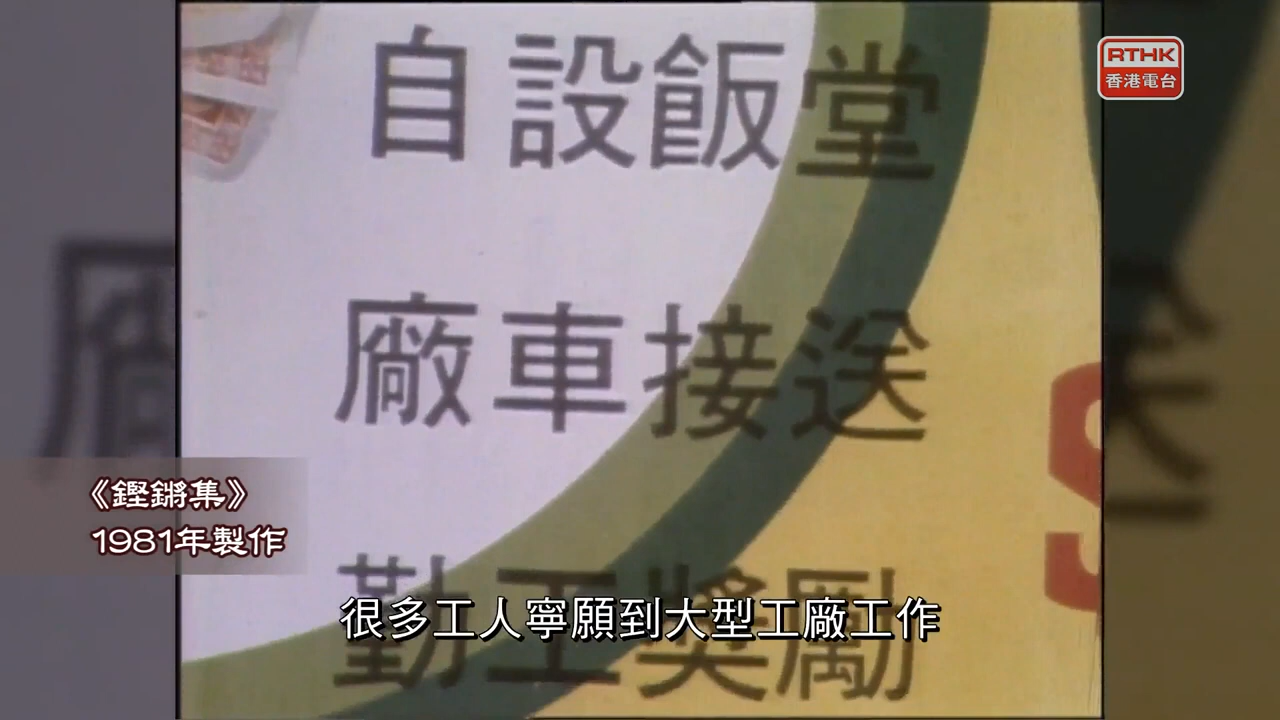 自設飯堂
RTHK
香港電台
廠車接送
S
《鏗鏘集》
1981年製作
勤工獎勵
很多工人寧願到大型工廠工作